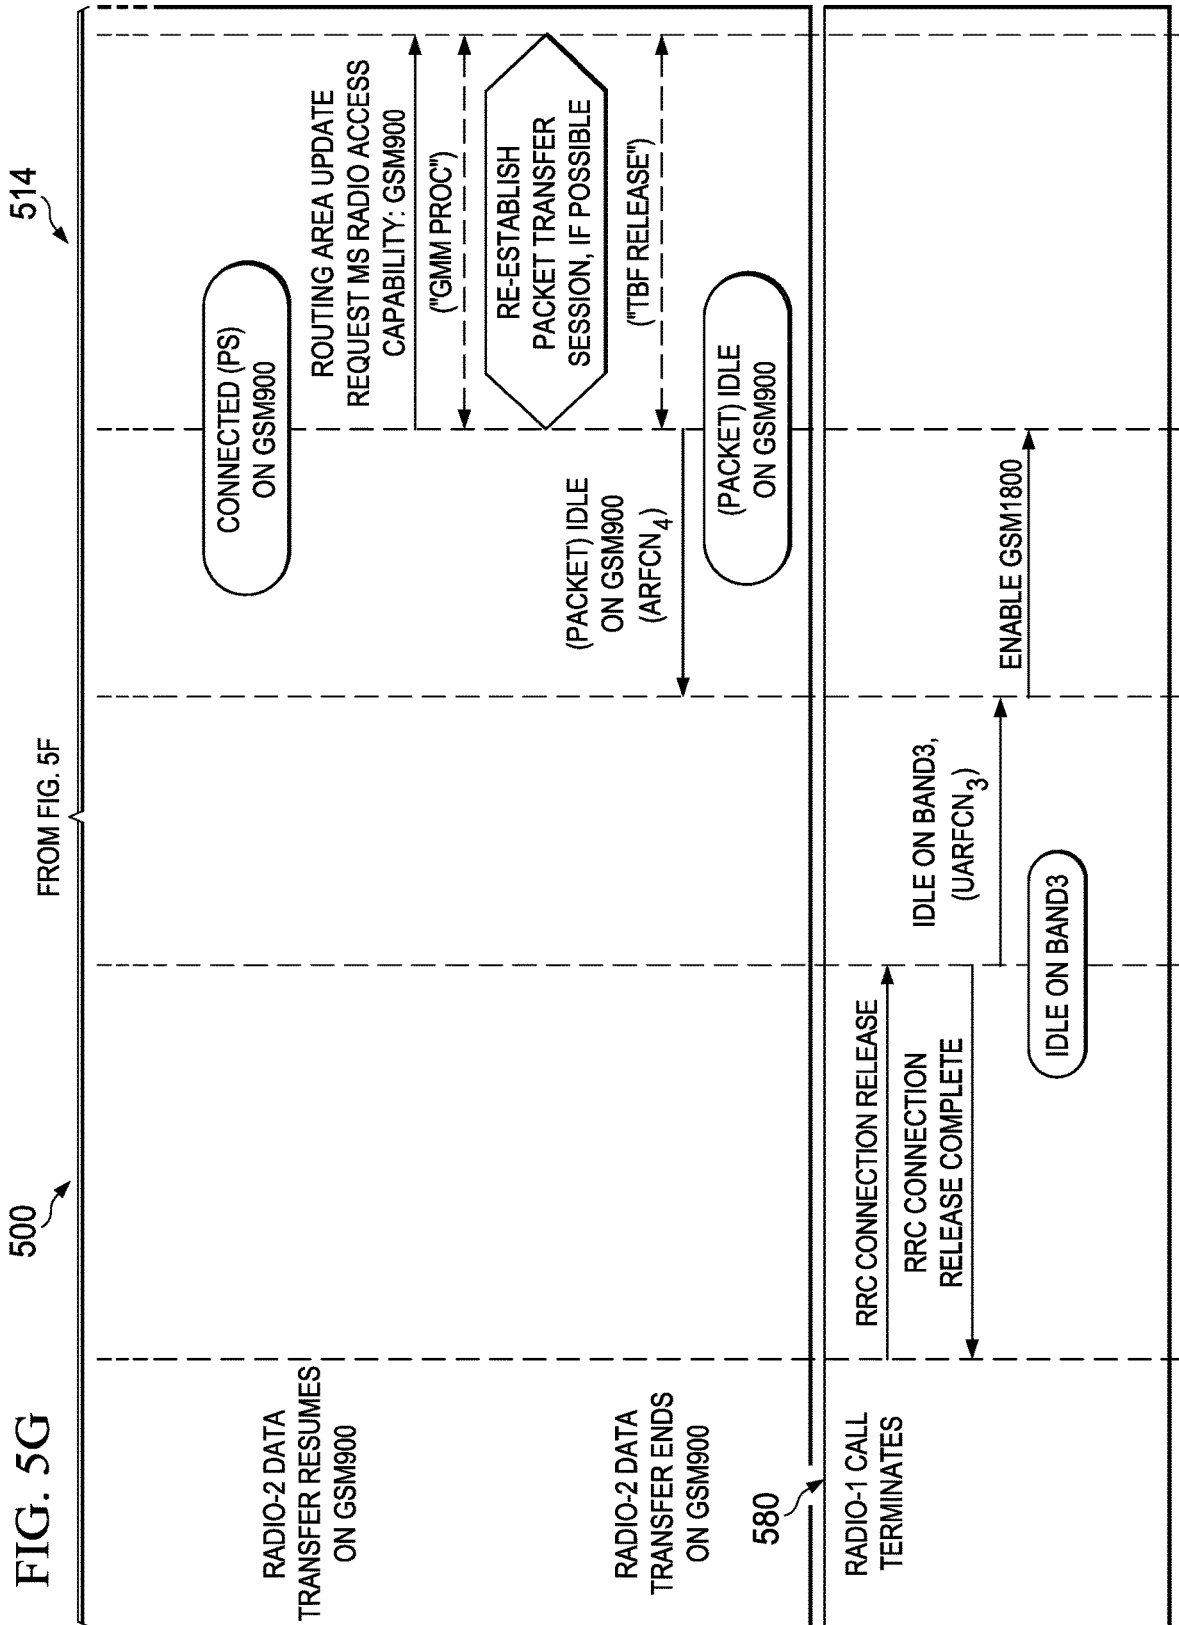 FIG. 5G
500
FROM FIG. 5F
514
RADIO-2 DATA
TRANSFER RESUMES
ON GSM900
CONNECTED (PS)
ON GSM900
ROUTING AREA UPDATE
REQUEST MS RADIO ACCESS
CAPABILITY: GSM900
("GMM PROC")
RE-ESTABLISH
PACKET TRANSFER
SESSION, IF POSSIBLE
RADIO-2 DATA
TRANSFER ENDS
ON GSM900
("TBF RELEASE")
(PACKET) IDLE
ON GSM900
(ARFCN4)
(PACKET) IDLE
ON GSM900
580
RADIO-1 CALL
TERMINATES
RRC CONNECTION RELEASE
RRC CONNECTION
RELEASE COMPLETE
IDLE ON BAND3,
(UARFCN3)
IDLE ON BAND3
ENABLE GSM1800